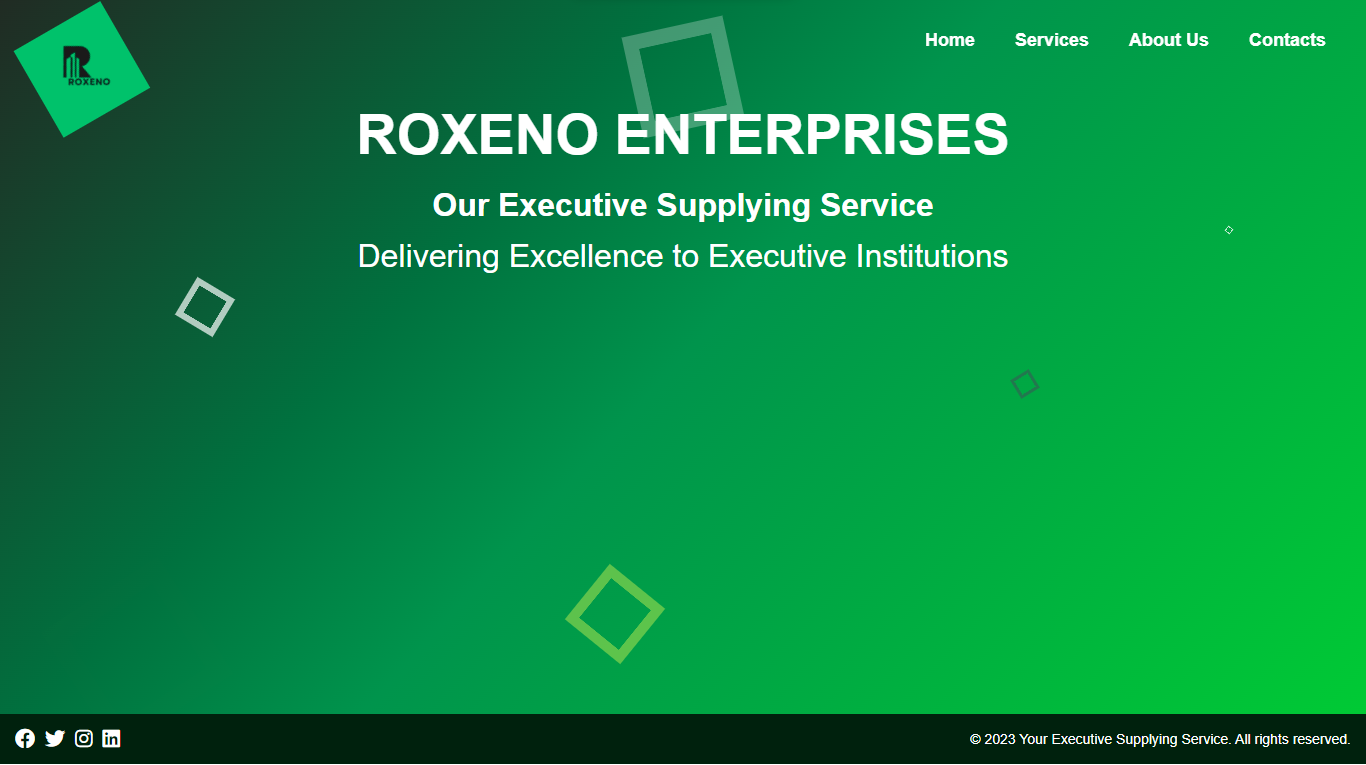 ROXENO
Home Services About Us Contacts
ROXENO ENTERPRISES
Our Executive Supplying Service
Delivering Excellence to Executive Institutions
© 2023 Your Executive Supplying Service. All rights reserved.